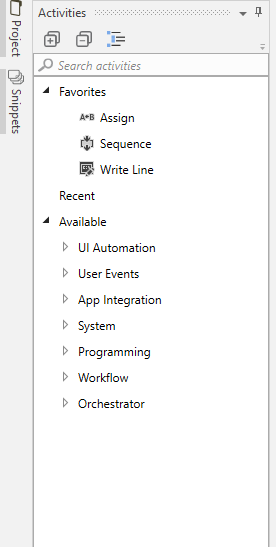 Project
Snippets
Activities
Search activities
Favorites
A+B Assign
Sequence
Write Line
Recent
Available
UI Automation
User Events
App Integration
System
Programming
Workflow
Orchestrator